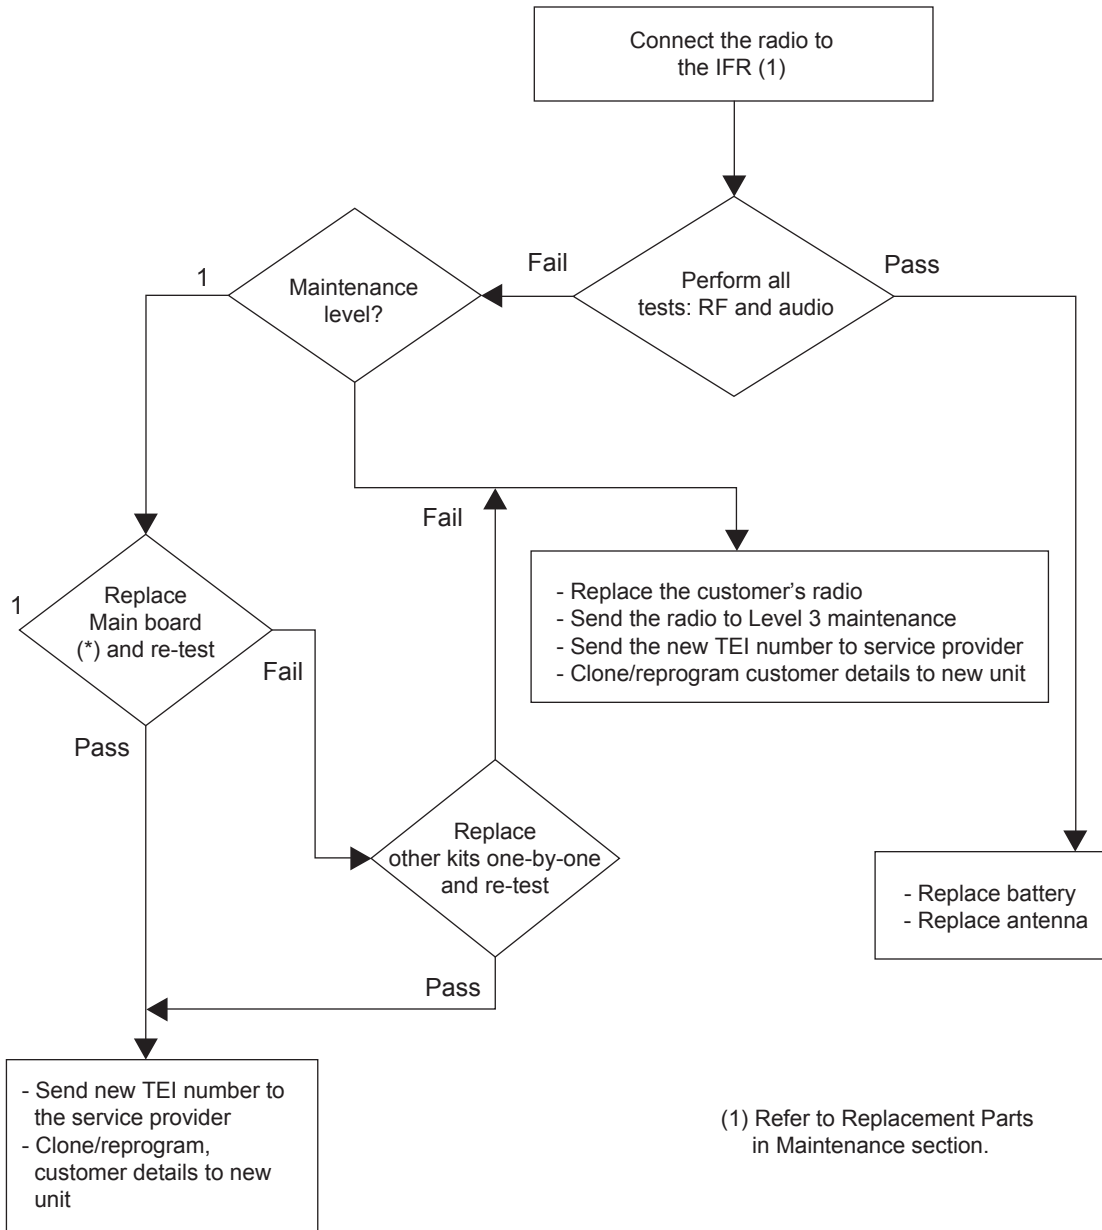 Connect the radio to
the IFR (1)
Perform all
tests: RF and audio
Fail
Pass
Maintenance
level?
1
Fail
Replace
Main board
(*) and re-test
1
Fail
Pass
- Replace the customer’s radio
- Send the radio to Level 3 maintenance
- Send the new TEI number to service provider
- Clone/reprogram customer details to new unit
Replace
other kits one-by-one
and re-test
Pass
- Replace battery
- Replace antenna
- Send new TEI number to
the service provider
- Clone/reprogram,
customer details to new
unit
(1) Refer to Replacement Parts
in Maintenance section.